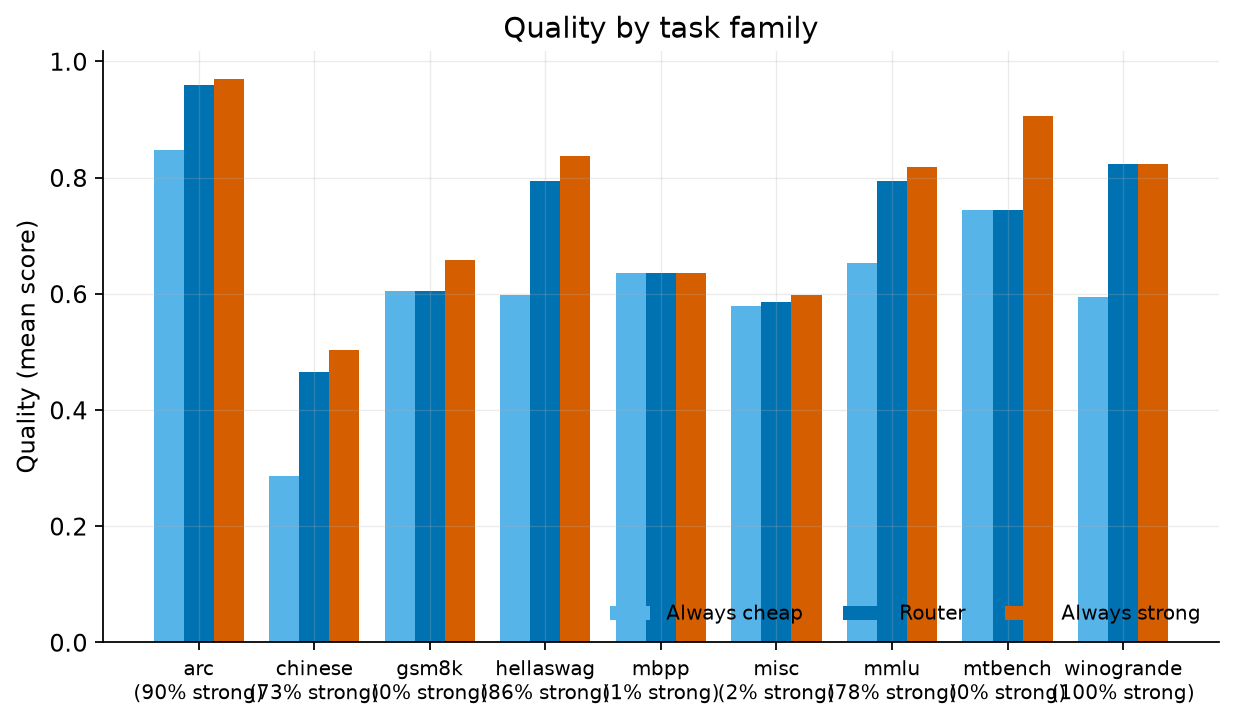 Quality by task family
Quality (mean score)
1.0
0.8
0.6
0.4
0.2
0.0
Always cheap Router Always strong
arc chinese gsm8k hellaswag mbpp misc mmlu mtbench winogrande
(90% strong) (73% strong) (0% strong) (86% strong) (1% strong) (2% strong) (78% strong) (0% strong) (100% strong)